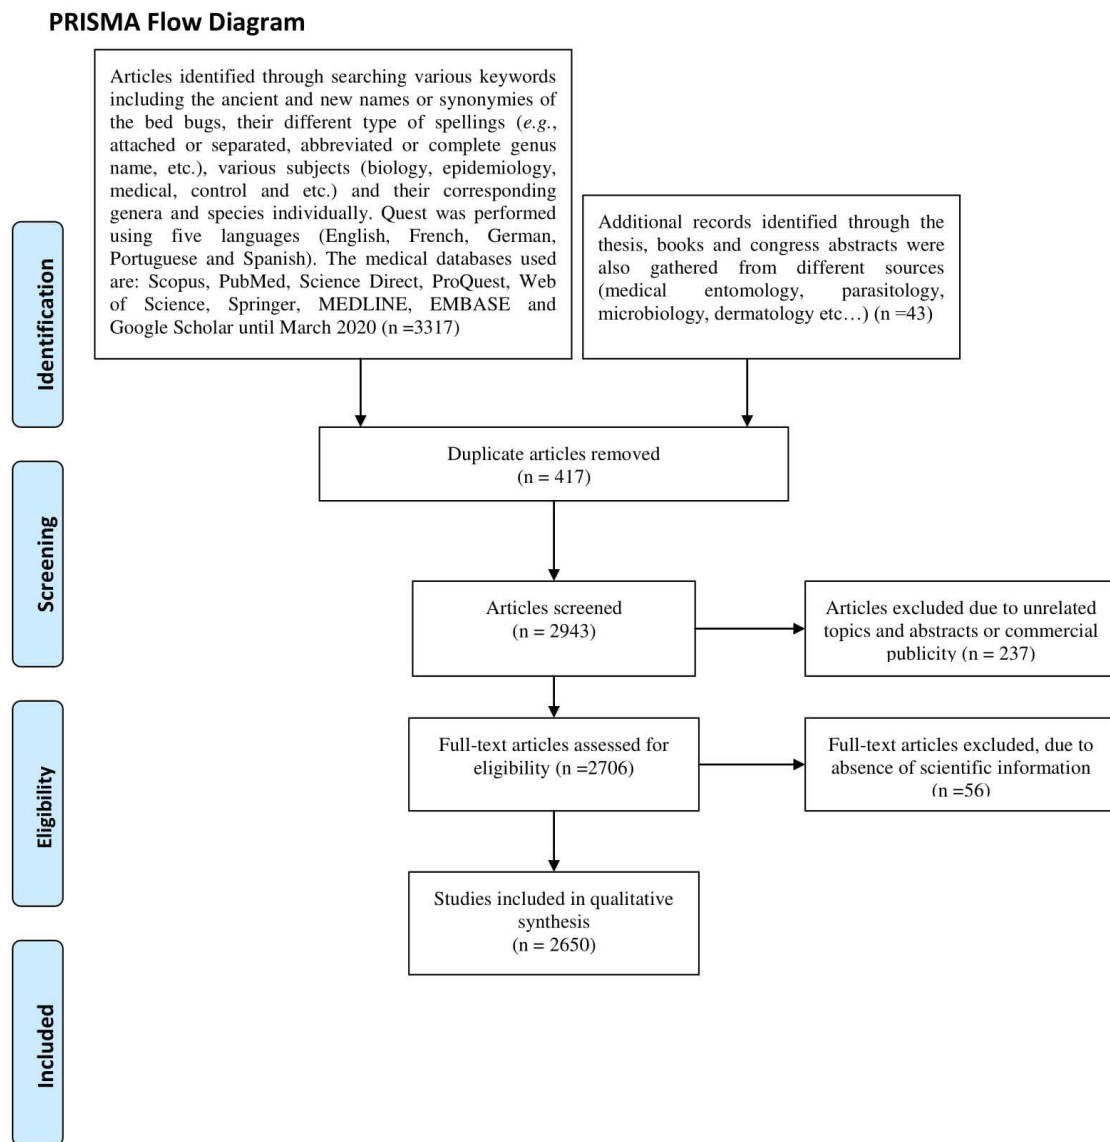 PRISMA Flow Diagram
Articles identified through searching various keywords
including the ancient and new names or synonymies of
the bed bugs, their different type of spellings (e.g.,
attached or separated, abbreviated or complete genus
name, etc.), various subjects (biology, epidemiology,
medical, control and etc.) and their corresponding
genera and species individually. Quest was performed
using five languages (English, French, German,
Portuguese and Spanish). The medical databases used
are: Scopus, PubMed, Science Direct, ProQuest, Web
of Science, Springer, MEDLINE, EMBASE and
Google Scholar until March 2020 (n =3317)
Additional records identified through the
thesis, books and congress abstracts were
also gathered from different sources
(medical entomology, parasitology,
microbiology, dermatology etc…) (n =43)
Identification
Duplicate articles removed
(n = 417)
Screening
Articles screened
(n = 2943)
Articles excluded due to unrelated
topics and abstracts or commercial
publicity (n = 237)
Eligibility
Full-text articles assessed for
eligibility (n =2706)
Full-text articles excluded, due to
absence of scientific information
(n =56)
Studies included in qualitative
synthesis
(n = 2650)
Included